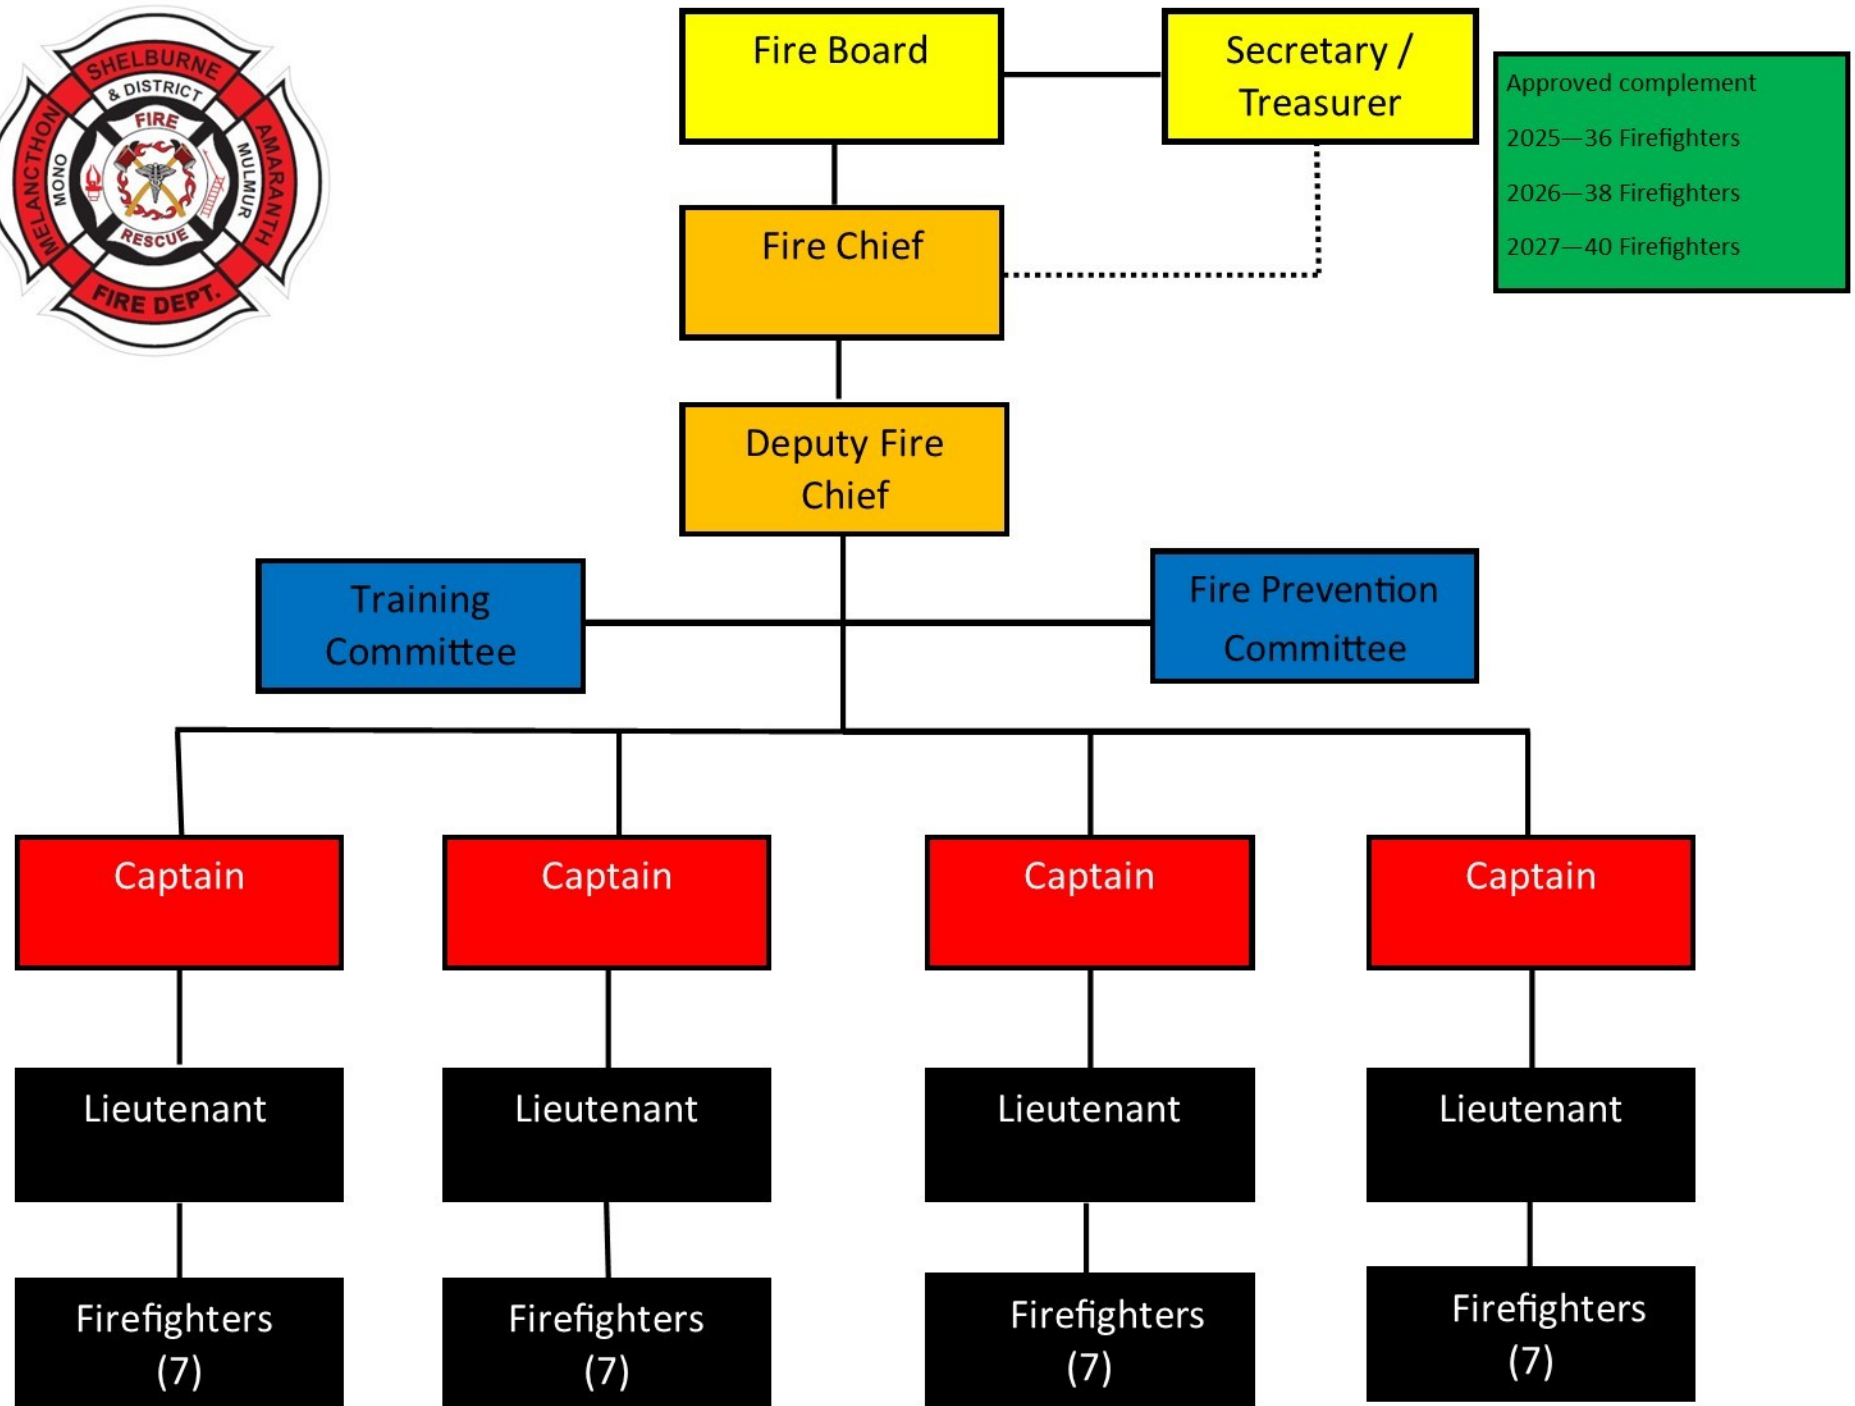 SHELBURNE
& DISTRICT
FIRE
MELANCTHON
MONO
MULMUR
AMARANTH
RESCUE
FIRE DEPT.
Fire Board
Secretary /
Treasurer
Approved complement
2025—36 Firefighters
2026—38 Firefighters
2027—40 Firefighters
Fire Chief
Deputy Fire
Chief
Training
Committee
Fire Prevention
Committee
Captain
Captain
Captain
Captain
Lieutenant
Lieutenant
Lieutenant
Lieutenant
Firefighters
(7)
Firefighters
(7)
Firefighters
(7)
Firefighters
(7)